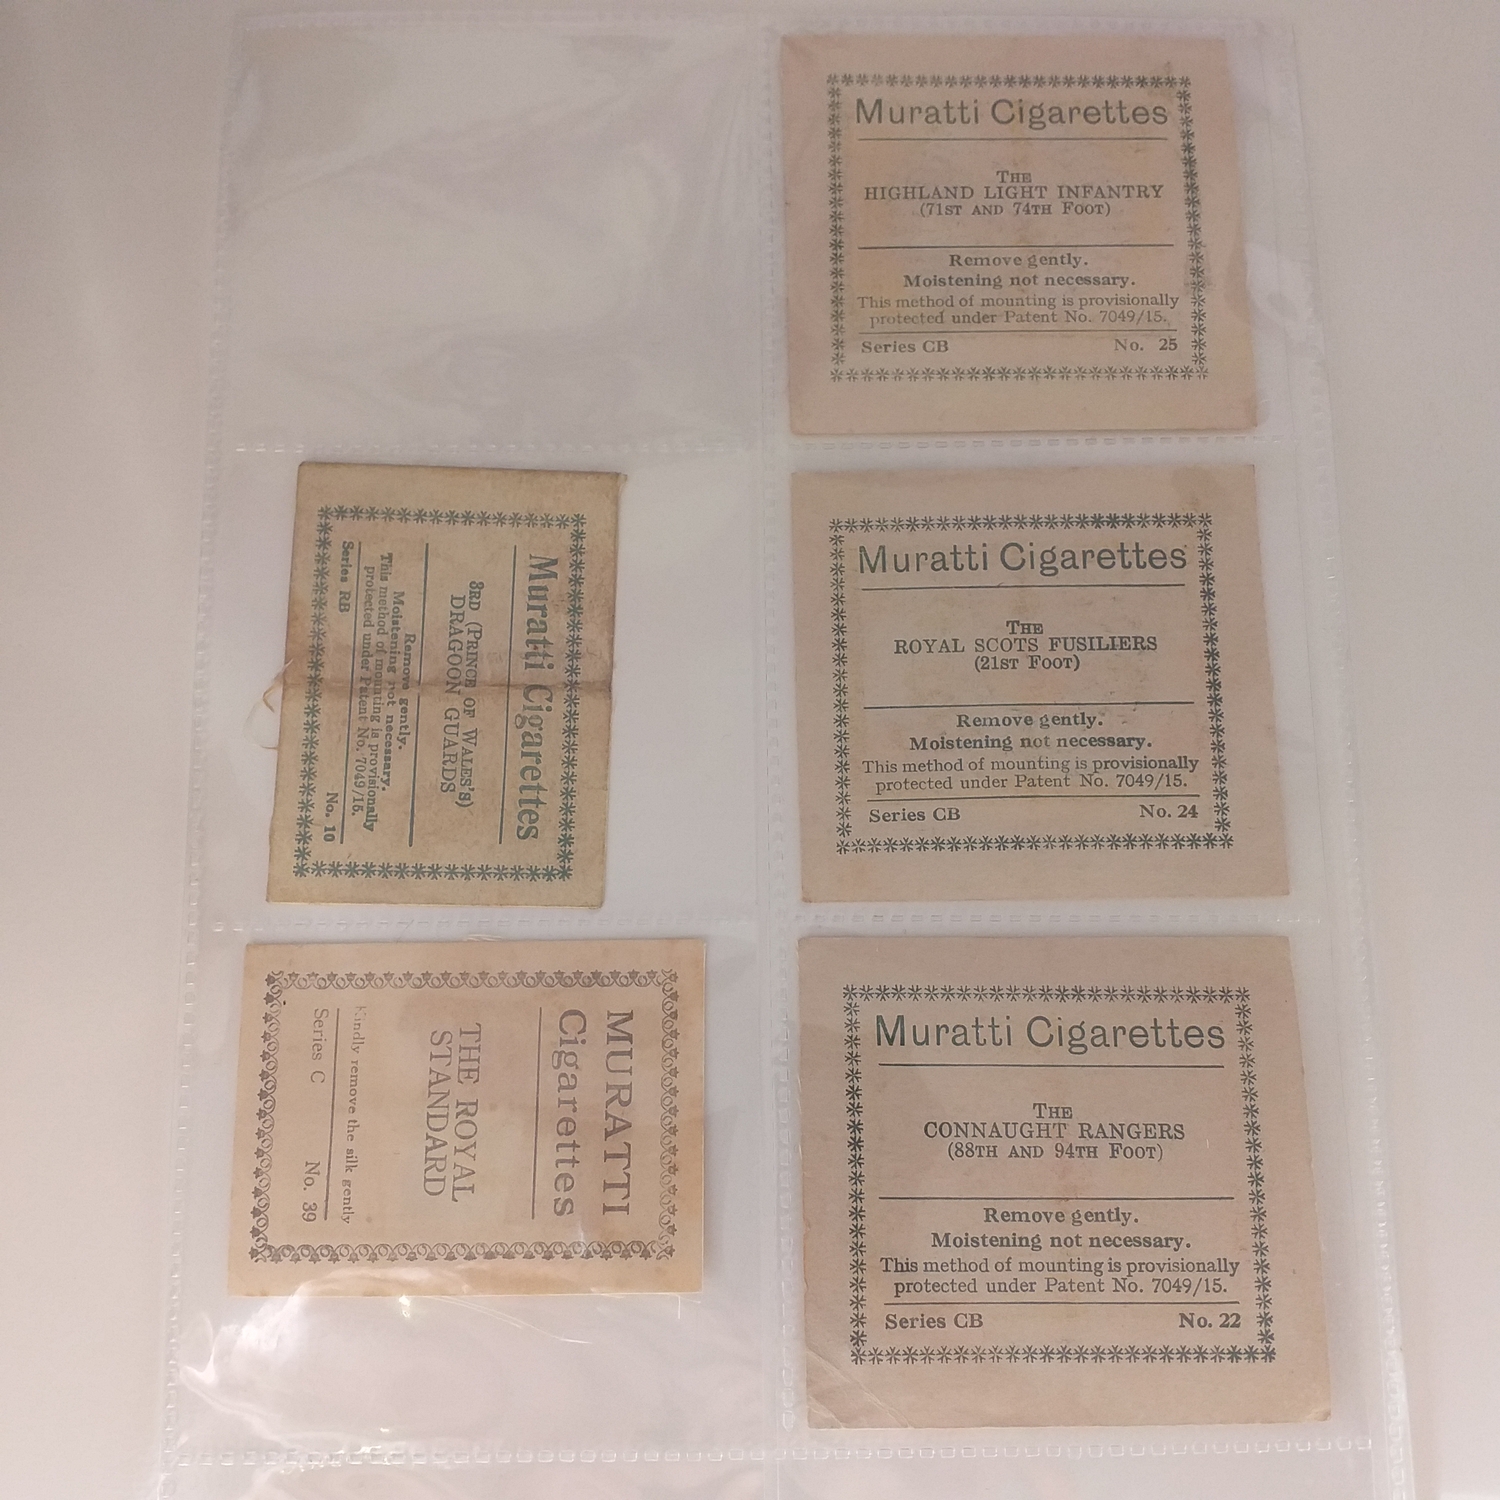 Muratti Cigarettes
THE
HIGHLAND LIGHT INFANTRY
(71ST AND 74TH FOOT)
Remove gently.
Moistening not necessary.
This method of mounting is provisionally
protected under Patent No. 7049/15.
Series CB No. 25
Muratti Cigarettes
3RD (PRINCE OF WALES'S)
DRAGOON GUARDS
Remove gently.
Moistening not necessary.
This method of mounting is provisionally
protected under Patent No. 7049/15.
Series RB No. 10
Muratti Cigarettes
THE
ROYAL SCOTS FUSILIERS
(21ST FOOT)
Remove gently.
Moistening not necessary.
This method of mounting is provisionally
protected under Patent No. 7049/15.
Series CB No. 24
MURATTI
Cigarettes
THE ROYAL
STANDARD
Kindly remove the silk gently
Series C No. 39
Muratti Cigarettes
THE
CONNAUGHT RANGERS
(88TH AND 94TH FOOT)
Remove gently.
Moistening not necessary.
This method of mounting is provisionally
protected under Patent No. 7049/15.
Series CB No. 22